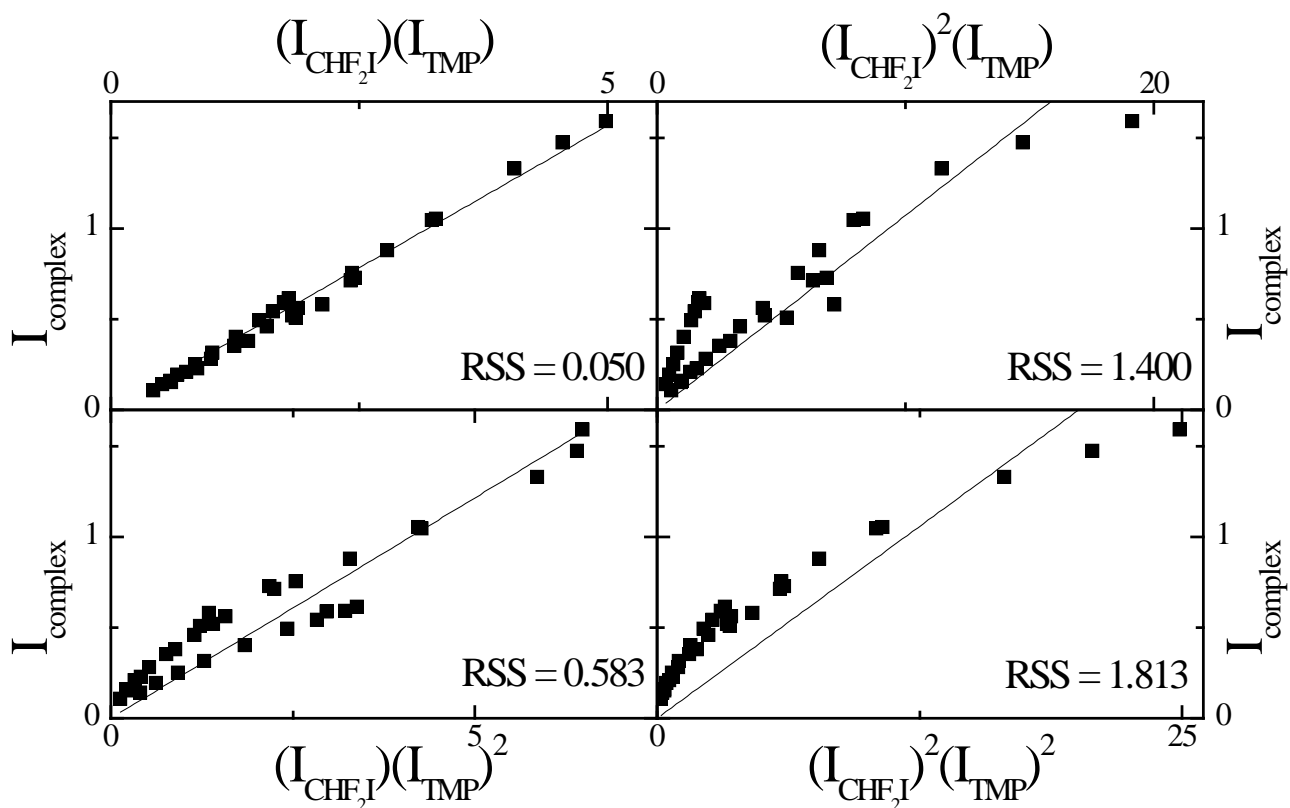 (I_CHF₂I)(I_TMP)
(I_CHF₂I)²(I_TMP)
0 5
0 20
I_complex
1
0
RSS = 0.050
RSS = 1.400
1
0
I_complex
I_complex
1
0
RSS = 0.583
RSS = 1.813
1
0
I_complex
0 5
0 25
(I_CHF₂I)(I_TMP)²
(I_CHF₂I)²(I_TMP)²